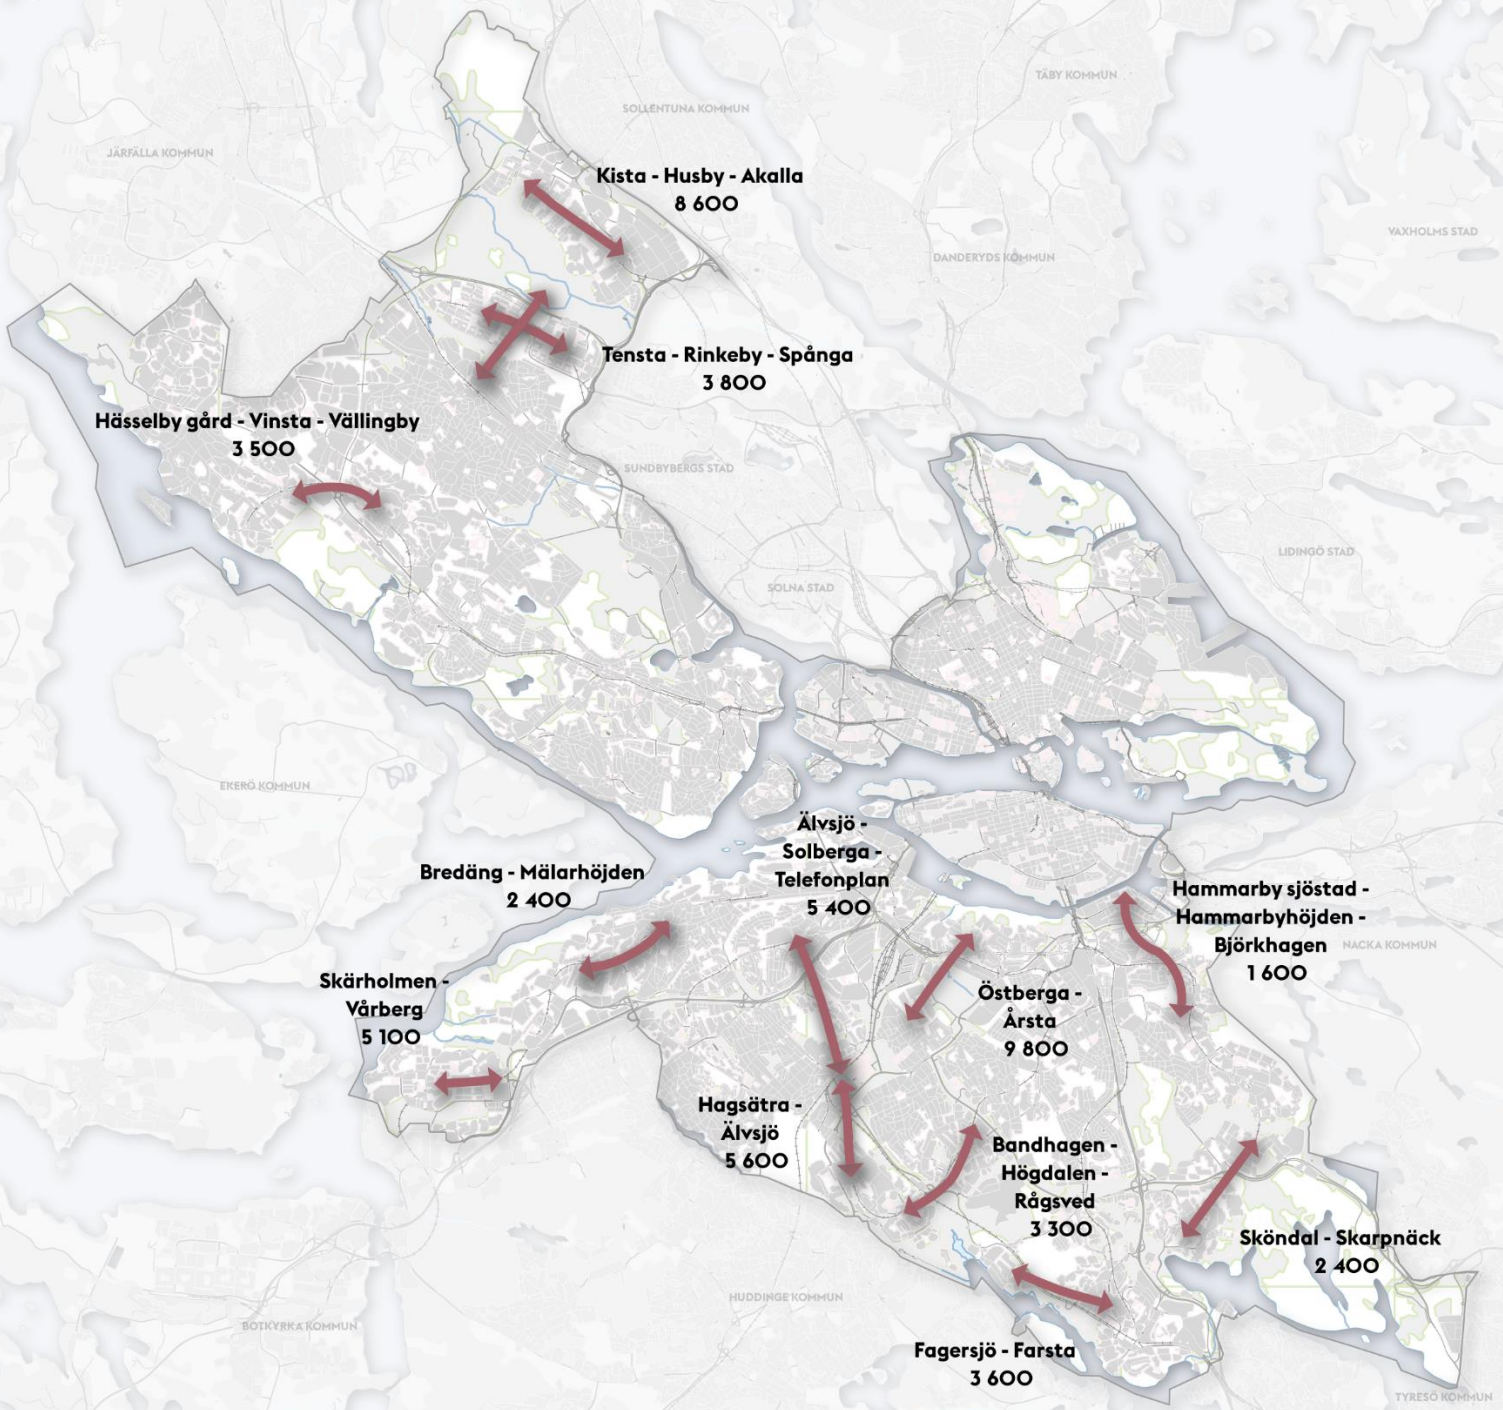 TÄBY KOMMUN
SOLLENTUNA KOMMUN
JÄRFÄLLA KOMMUN
Kista - Husby - Akalla
8 600
VAXHOLMS STAD
DANDERYDS KOMMUN
Tensta - Rinkeby - Spånga
3 800
Hässelby gård - Vinsta - Vällingby
3 500
SUNDBYBERGS STAD
LIDINGÖ STAD
SOLNA STAD
EKERÖ KOMMUN
Älvsjö -
Solberga -
Telefonplan
5 400
Bredäng - Mälarhöjden
2 400
Hammarby sjöstad -
Hammarbyhöjden -
Björkhagen
1 600
NACKA KOMMUN
Skärholmen -
Vårberg
5 100
Östberga -
Årsta
9 800
Hagsätra -
Älvsjö
5 600
Bandhagen -
Högdalen -
Rågsved
3 300
Sköndal - Skarpnäck
2 400
HUDDINGE KOMMUN
BOTKYRKA KOMMUN
Fagersjö - Farsta
3 600
TYRESÖ KOMMUN